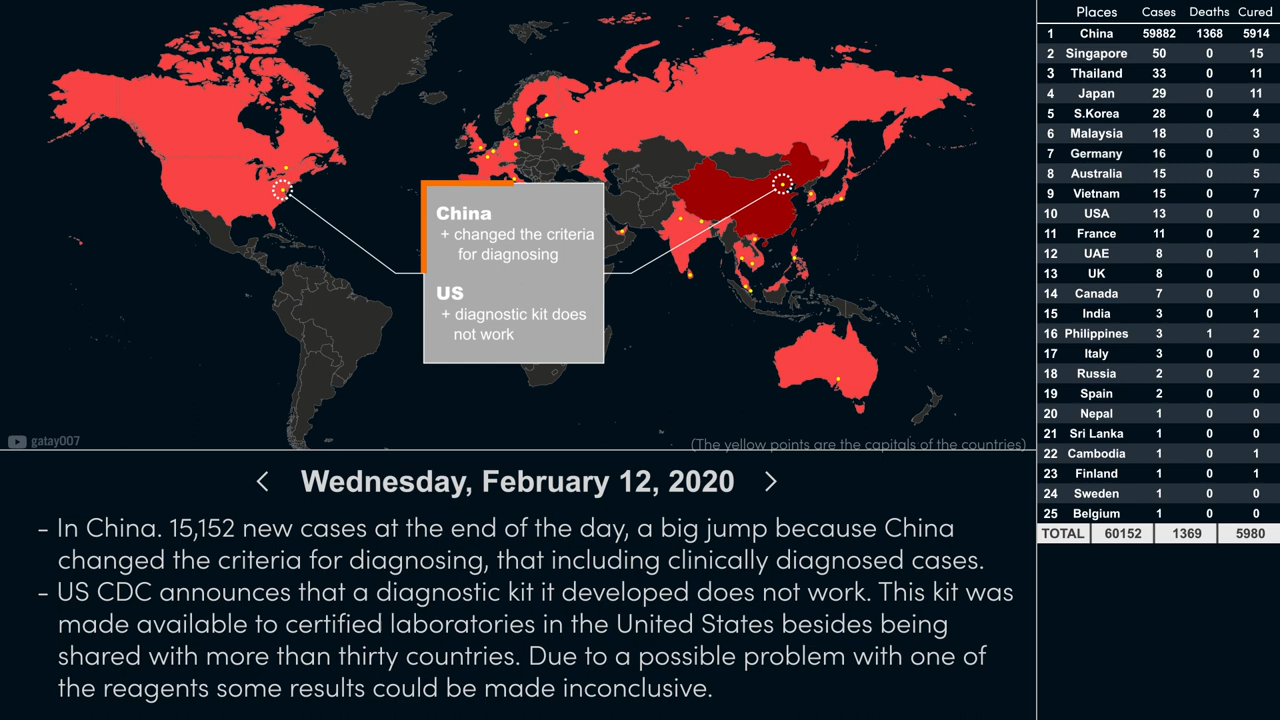 China
+ changed the criteria
for diagnosing
US
+ diagnostic kit does
not work
gatay007
(The yellow points are the capitals of the countries)
< Wednesday, February 12, 2020 >
- In China. 15,152 new cases at the end of the day, a big jump because China
changed the criteria for diagnosing, that including clinically diagnosed cases.
- US CDC announces that a diagnostic kit it developed does not work. This kit was
made available to certified laboratories in the United States besides being
shared with more than thirty countries. Due to a possible problem with one of
the reagents some results could be made inconclusive.
Places Cases Deaths Cured
1 China 59882 1368 5914
2 Singapore 50 0 15
3 Thailand 33 0 11
4 Japan 29 0 11
5 S.Korea 28 0 4
6 Malaysia 18 0 3
7 Germany 16 0 0
8 Australia 15 0 5
9 Vietnam 15 0 7
10 USA 13 0 0
11 France 11 0 2
12 UAE 8 0 1
13 UK 8 0 0
14 Canada 7 0 0
15 India 3 0 1
16 Philippines 3 1 2
17 Italy 3 0 0
18 Russia 2 0 2
19 Spain 2 0 0
20 Nepal 1 0 0
21 Sri Lanka 1 0 0
22 Cambodia 1 0 1
23 Finland 1 0 1
24 Sweden 1 0 0
25 Belgium 1 0 0
TOTAL 60152 1369 5980